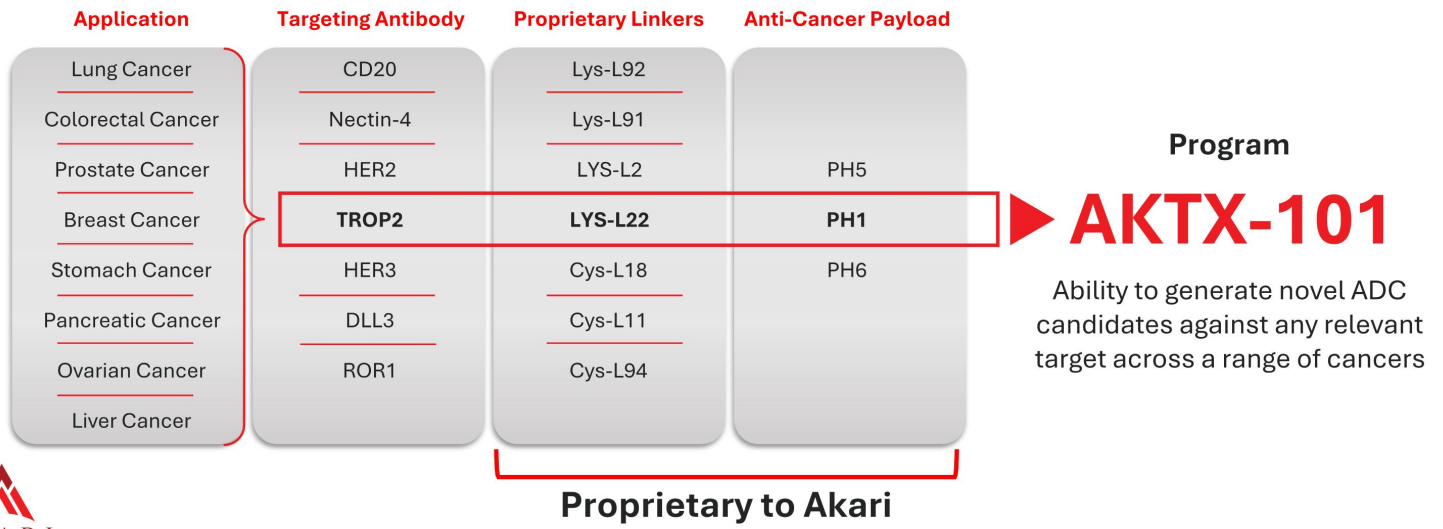 Application
Targeting Antibody
Proprietary Linkers
Anti-Cancer Payload
Lung Cancer
CD20
Lys-L92
Colorectal Cancer
Nectin-4
Lys-L91
Prostate Cancer
HER2
LYS-L2
PH5
Breast Cancer
TROP2
LYS-L22
PH1
Stomach Cancer
HER3
Cys-L18
PH6
Pancreatic Cancer
DLL3
Cys-L11
Ovarian Cancer
ROR1
Cys-L94
Liver Cancer
Program
AKTX-101
Ability to generate novel ADC
candidates against any relevant
target across a range of cancers
Proprietary to Akari